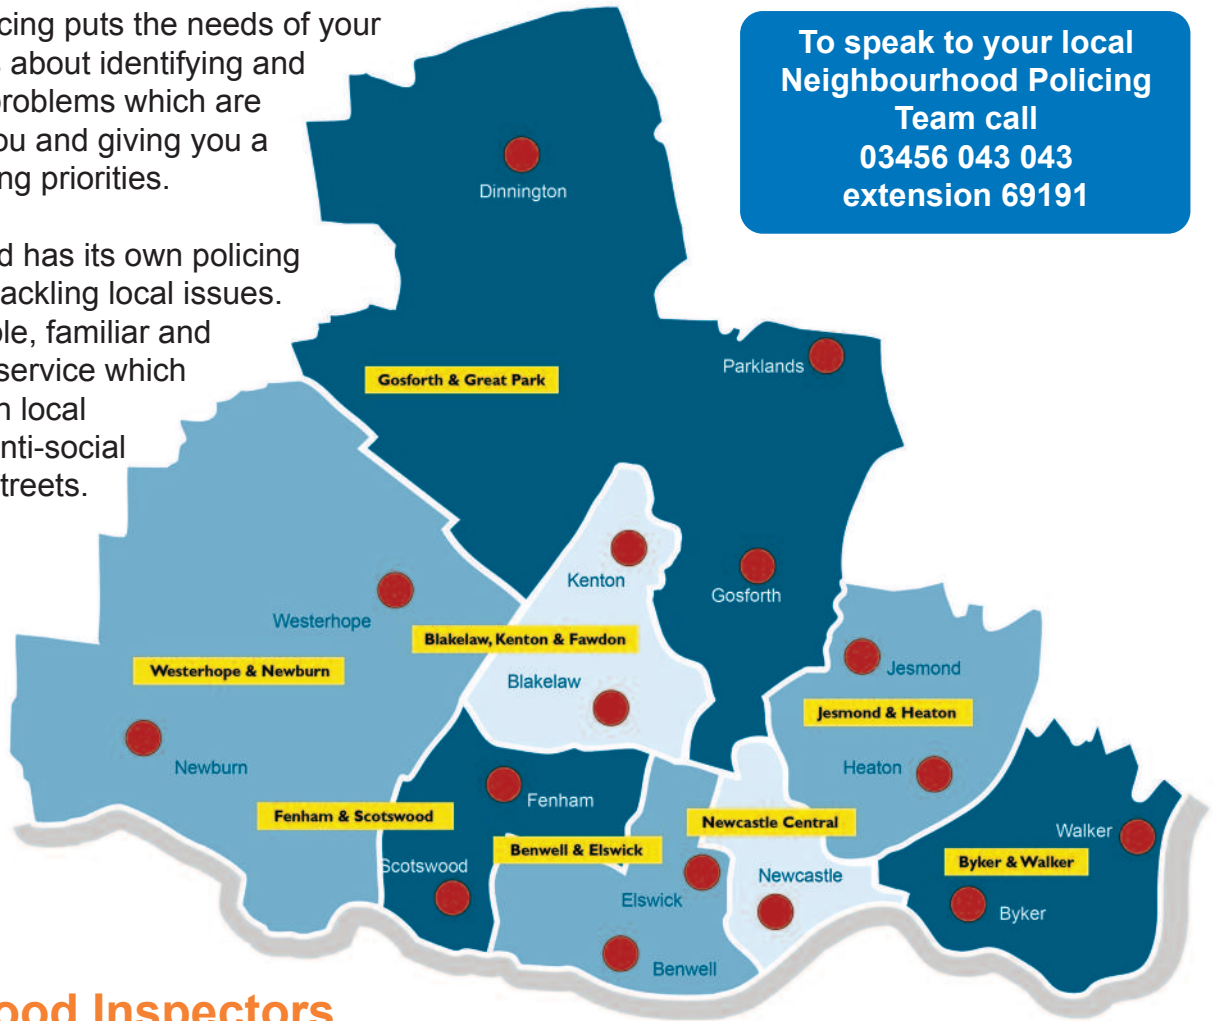 cing puts the needs of your
about identifying and
problems which are
ou and giving you a
ng priorities.
d has its own policing
ackling local issues.
ple, familiar and
service which
n local
nti-social
treets.
To speak to your local
Neighbourhood Policing
Team call
03456 043 043
extension 69191
Dinnington
Parklands
Gosforth & Great Park
Kenton
Gosforth
Westerhope
Blakelaw, Kenton & Fawdon
Westerhope & Newburn
Blakelaw
Jesmond
Jesmond & Heaton
Newburn
Heaton
Fenham
Fenham & Scotswood
Newcastle Central
Walker
Benwell & Elswick
Byker & Walker
Scotswood
Newcastle
Elswick
Byker
Benwell
ood Inspectors